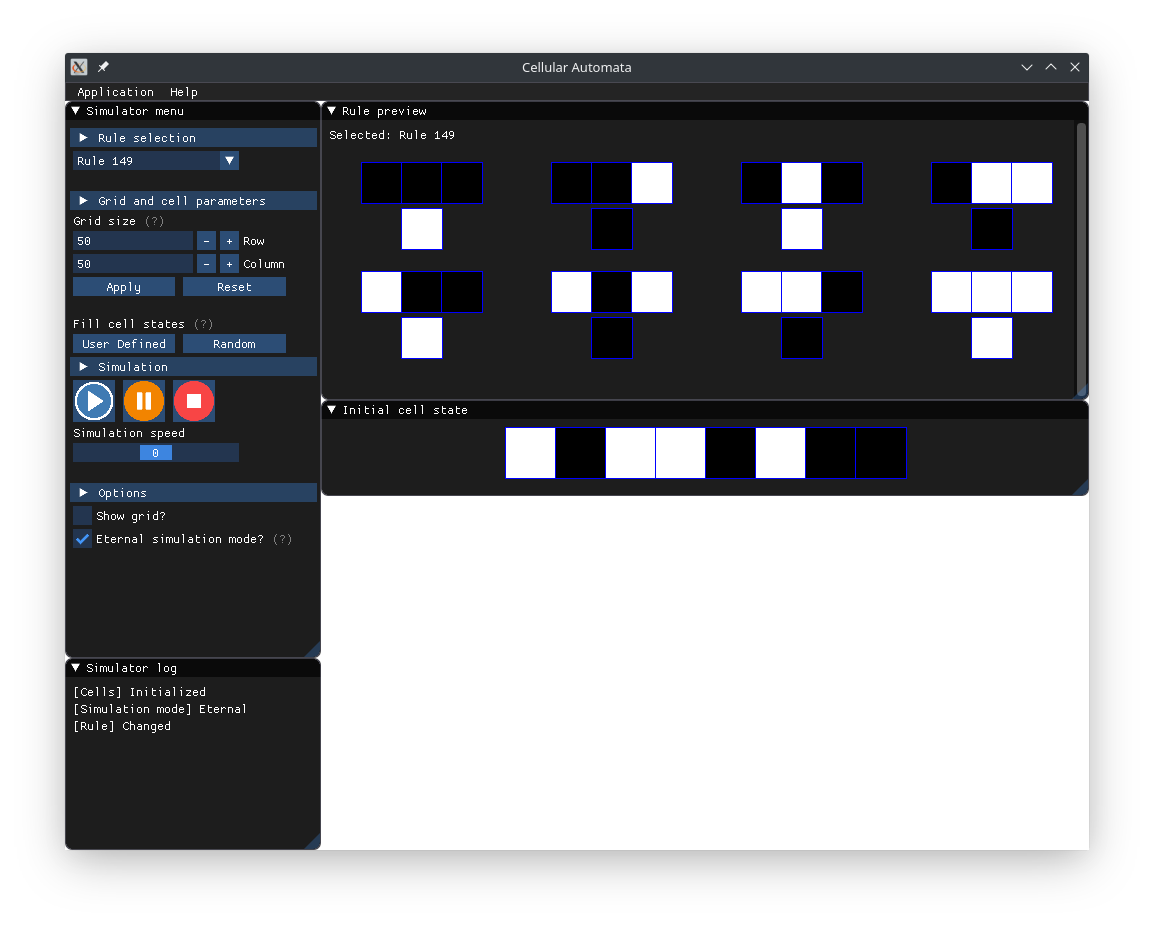 Cellular Automata
Application Help
Simulator menu
Rule selection
Rule 149
Grid and cell parameters
Grid size (?)
50 - + Row
50 - + Column
Apply Reset
Fill cell states (?)
User Defined Random
Simulation
Simulation speed
0
Options
Show grid?
Eternal simulation mode? (?)
Simulator log
[Cells] Initialized
[Simulation mode] Eternal
[Rule] Changed
Rule preview
Selected: Rule 149
Initial cell state